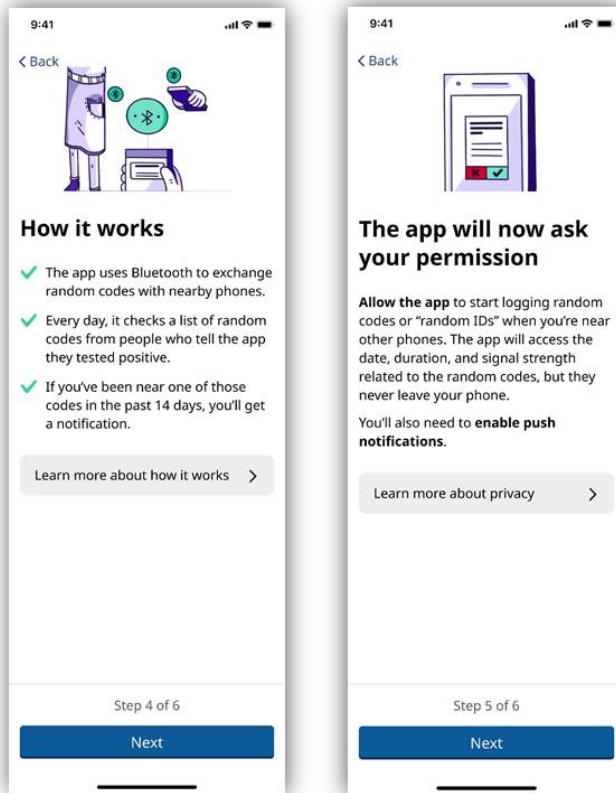 9:41
Back
How it works
The app uses Bluetooth to exchange
random codes with nearby phones.
Every day, it checks a list of random
codes from people who tell the app
they tested positive.
If you've been near one of those
codes in the past 14 days, you'll get
a notification.
Learn more about how it works
Step 4 of 6
Next
9:41
Back
The app will now ask
your permission
Allow the app to start logging random
codes or “random IDs” when you're near
other phones. The app will access the
date, duration, and signal strength
related to the random codes, but they
never leave your phone.
You'll also need to enable push
notifications.
Learn more about privacy
Step 5 of 6
Next